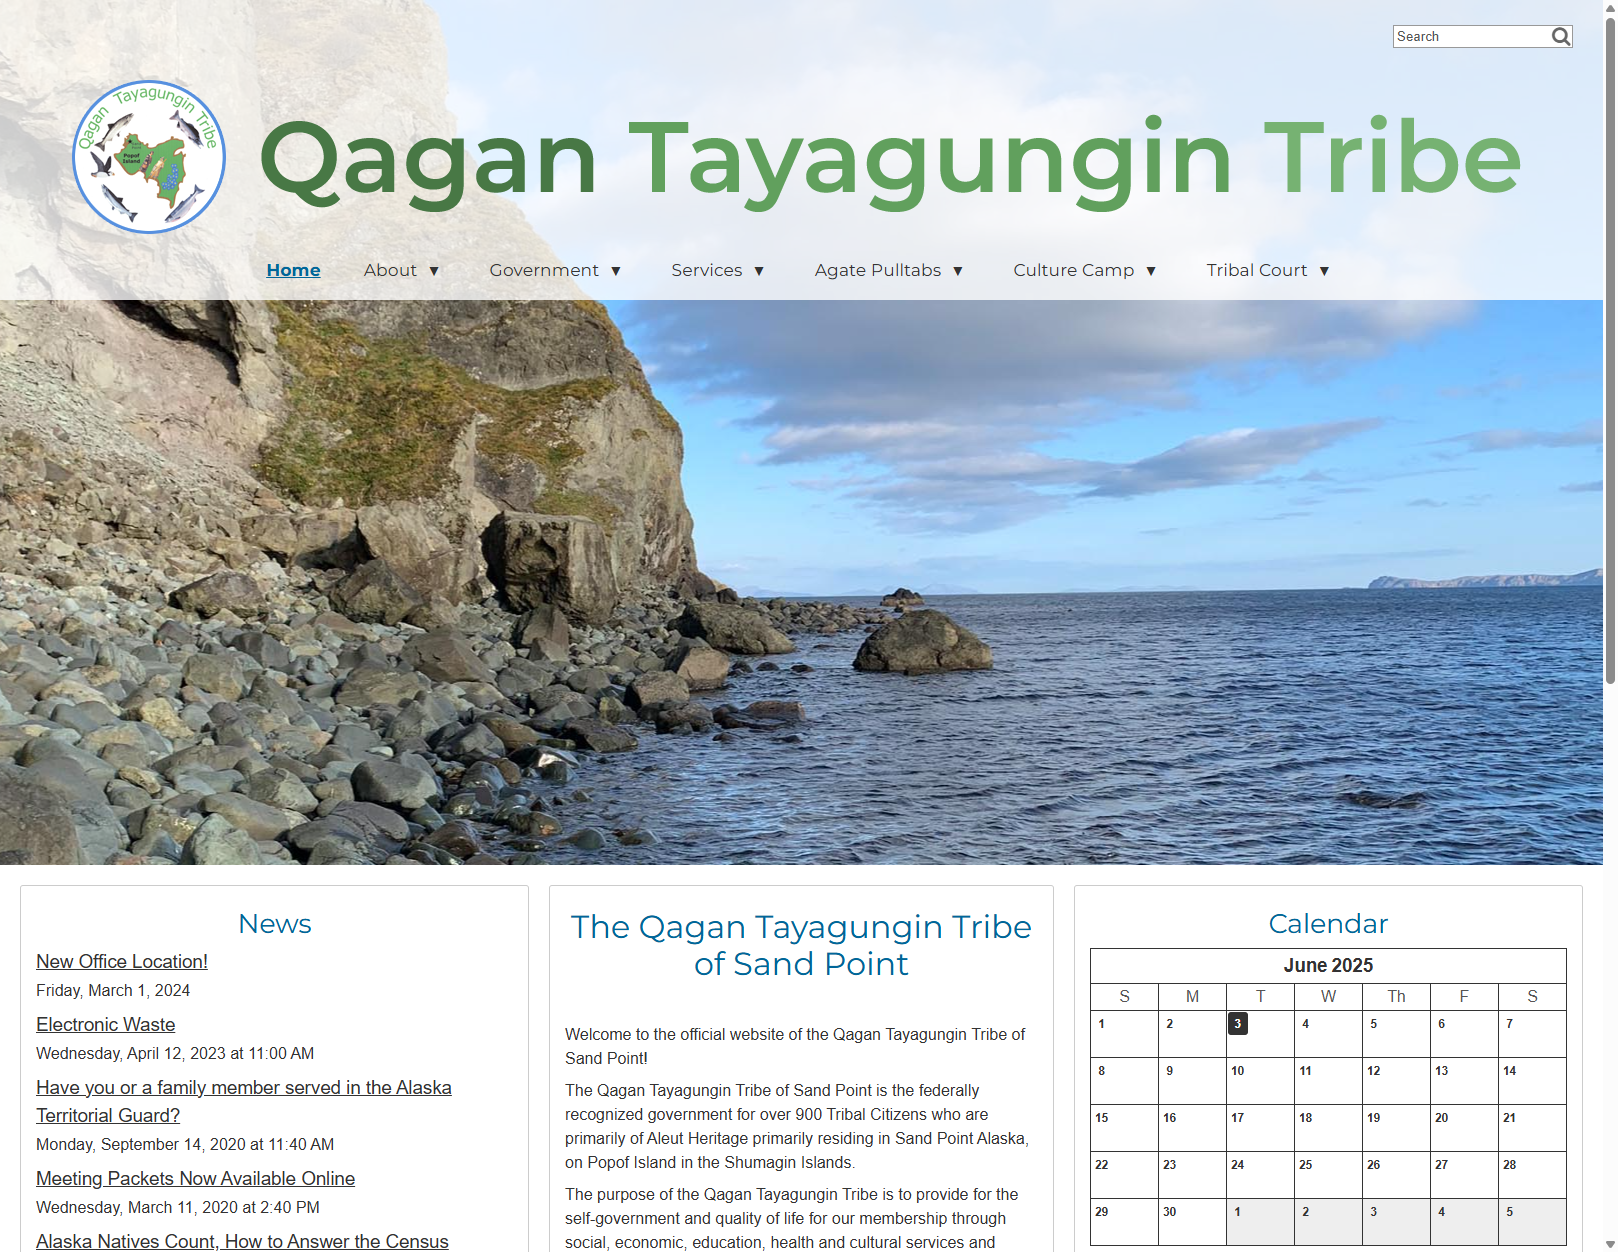 Search
Qagan Tayagungin Tribe
Popof
Island
Qagan Tayagungin Tribe
Home
About ▼
Government ▼
Services ▼
Agate Pulltabs ▼
Culture Camp ▼
Tribal Court ▼
News
New Office Location!
Friday, March 1, 2024
Electronic Waste
Wednesday, April 12, 2023 at 11:00 AM
Have you or a family member served in the Alaska
Territorial Guard?
Monday, September 14, 2020 at 11:40 AM
Meeting Packets Now Available Online
Wednesday, March 11, 2020 at 2:40 PM
Alaska Natives Count, How to Answer the Census
The Qagan Tayagungin Tribe
of Sand Point
Welcome to the official website of the Qagan Tayagungin Tribe of
Sand Point!
The Qagan Tayagungin Tribe of Sand Point is the federally
recognized government for over 900 Tribal Citizens who are
primarily of Aleut Heritage primarily residing in Sand Point Alaska,
on Popof Island in the Shumagin Islands.
The purpose of the Qagan Tayagungin Tribe is to provide for the
self-government and quality of life for our membership through
social, economic, education, health and cultural services and
Calendar
June 2025
S M T W Th F S
1 2 3 4 5 6 7
8 9 10 11 12 13 14
15 16 17 18 19 20 21
22 23 24 25 26 27 28
29 30 1 2 3 4 5